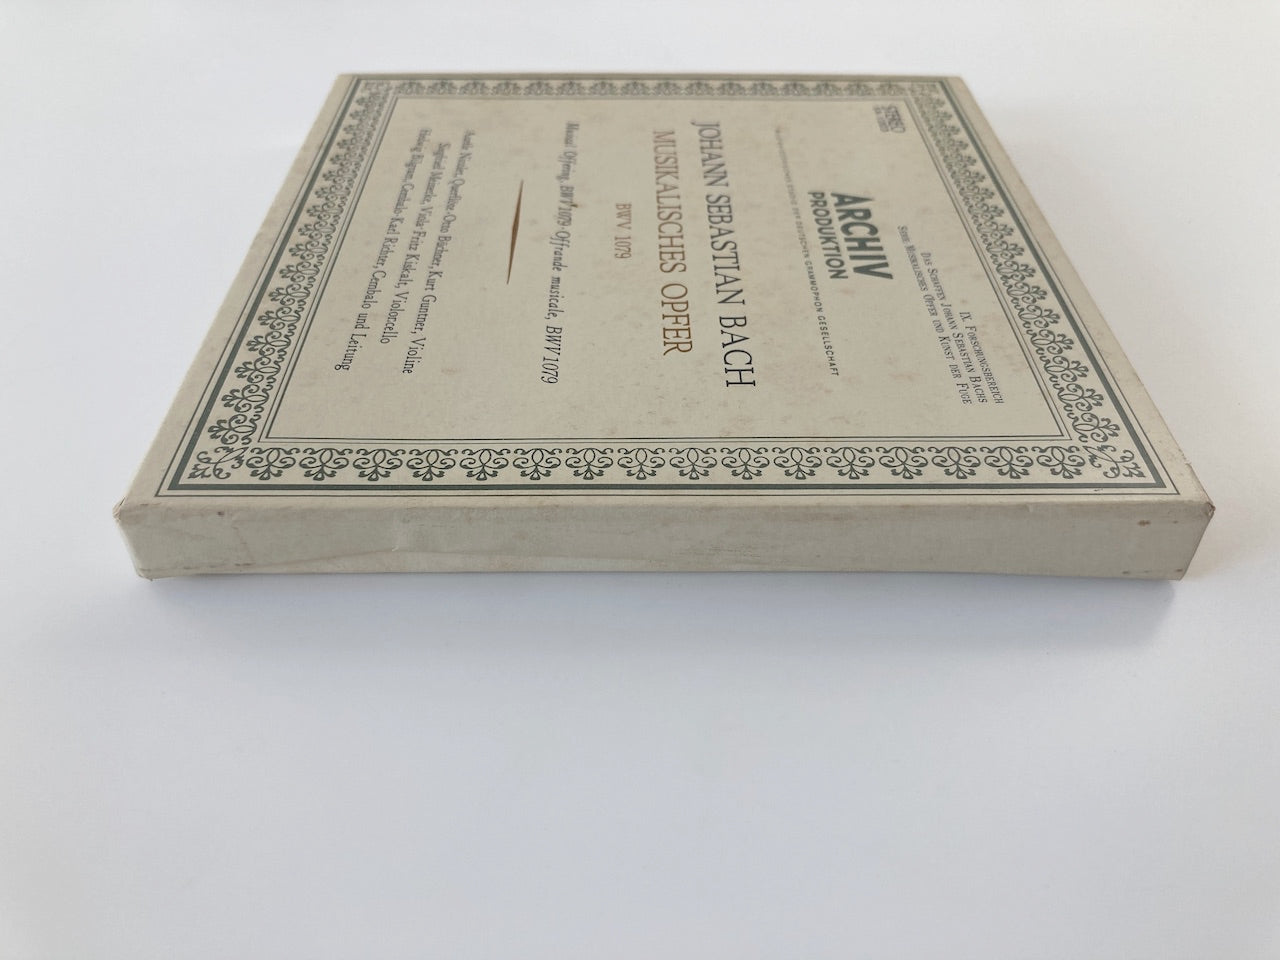 STEREO
IX. FORSCHUNGSBEREICH
DAS SCHAFFEN JOHANN SEBASTIAN BACHS
SERIE: MUSIKALISCHES OPFER UND KUNST DER FUGE
ARCHIV
PRODUKTION
STUDIO DER DEUTSCHEN GRAMMOPHON GESELLSCHAFT
JOHANN SEBASTIAN BACH
MUSIKALISCHES OPFER
BWV 1079
Musical Offering, BWV 1079 · Offrande musicale, BWV 1079
Aurèle Nicolet, Querflöte · Otto Büchner, Kurt Guntner, Violine
Siegfried Meinecke, Viola · Fritz Kiskalt, Violoncello
Hedwig Bilgram, Cembalo · Karl Richter, Cembalo und Leitung